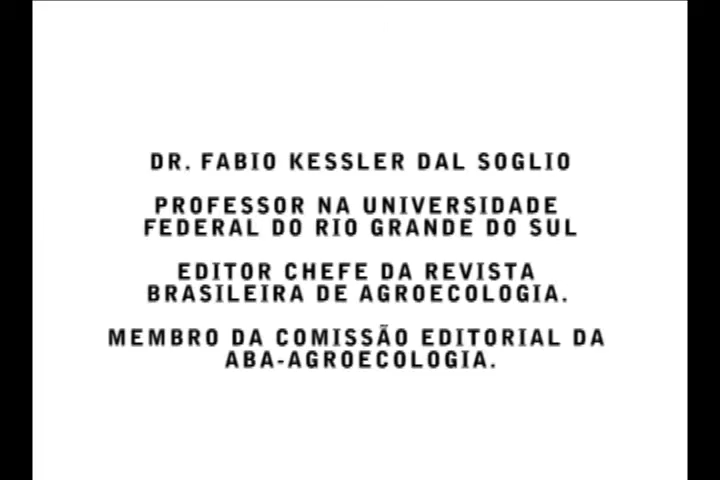 DR. FABIO KESSLER DAL SOGLIO
PROFESSOR NA UNIVERSIDADE
FEDERAL DO RIO GRANDE DO SUL
EDITOR CHEFE DA REVISTA
BRASILEIRA DE AGROECOLOGIA.
MEMBRO DA COMISSÃO EDITORIAL DA
ABA-AGROECOLOGIA.